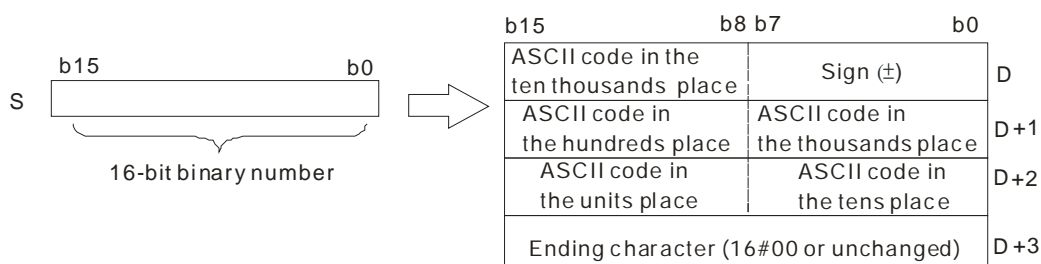 b15 b8 b7 b0
b15 b0
S
16-bit binary number
ASCII code in the
ten thousands place
Sign (±)
D
ASCII code in
the hundreds place
ASCII code in
the thousands place
D+1
ASCII code in
the units place
ASCII code in
the tens place
D+2
Ending character (16#00 or unchanged)
D+3